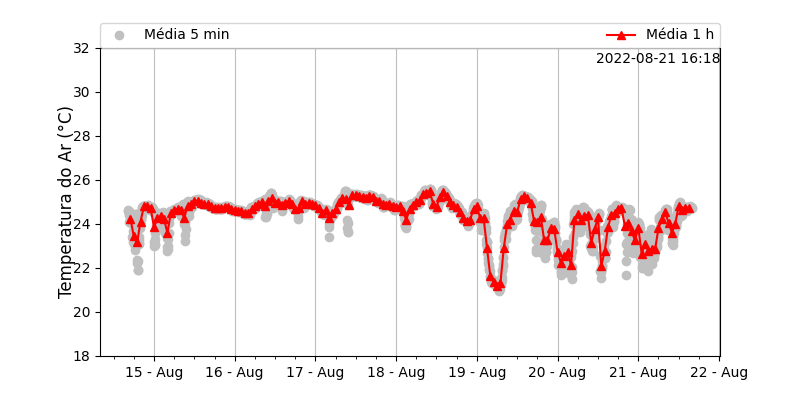 Média 5 min
Média 1 h
2022-08-21 16:18
Temperatura do Ar (°C)
32
30
28
26
24
22
20
18
15 - Aug
16 - Aug
17 - Aug
18 - Aug
19 - Aug
20 - Aug
21 - Aug
22 - Aug